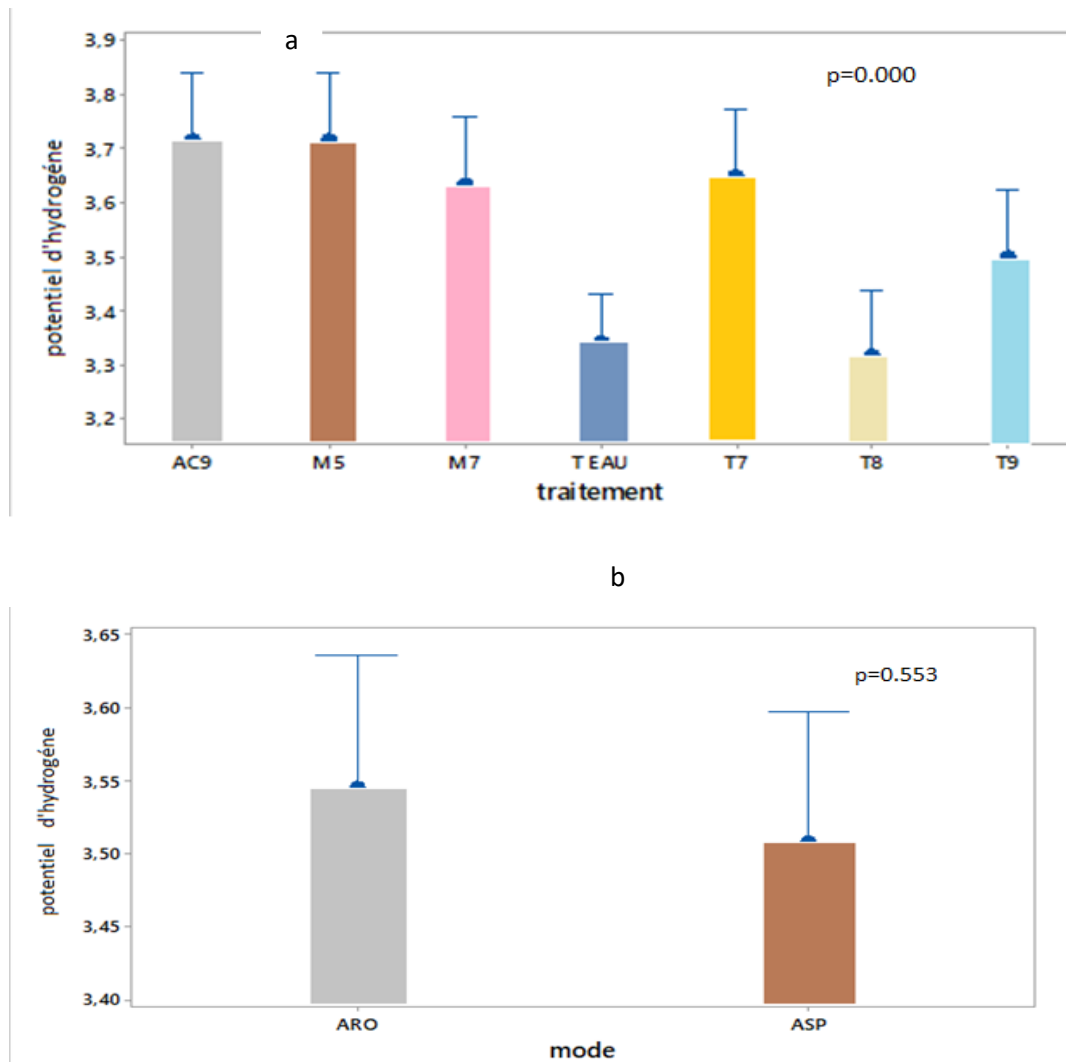 a
p=0.000
potentiel d'hydrogéne
3,9
3,8
3,7
3,6
3,5
3,4
3,3
3,2
AC9 M5 M7 T EAU T7 T8 T9
traitement
b
p=0.553
potentiel d'hydrogéne
3,65
3,60
3,55
3,50
3,45
3,40
ARO ASP
mode